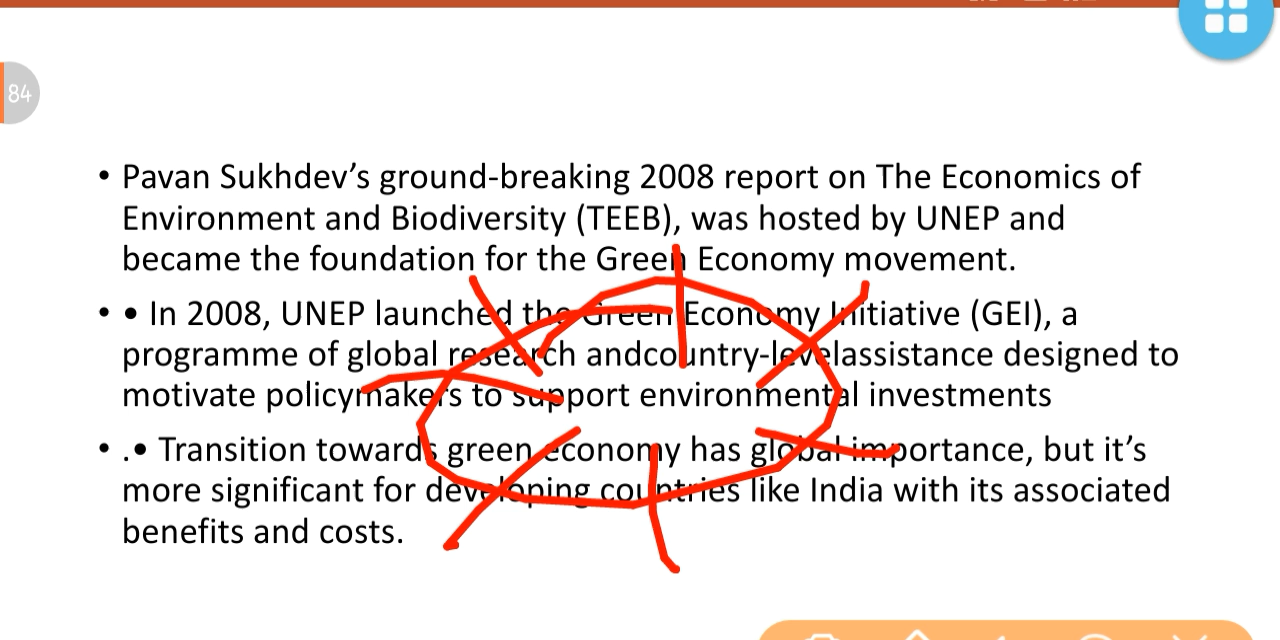 84
• Pavan Sukhdev’s ground-breaking 2008 report on The Economics of
Environment and Biodiversity (TEEB), was hosted by UNEP and
became the foundation for the Green Economy movement.
• • In 2008, UNEP launched the Green Economy Initiative (GEI), a
programme of global research andcountry-levelassistance designed to
motivate policymakers to support environmental investments
• .• Transition towards green economy has global importance, but it’s
more significant for developing countries like India with its associated
benefits and costs.